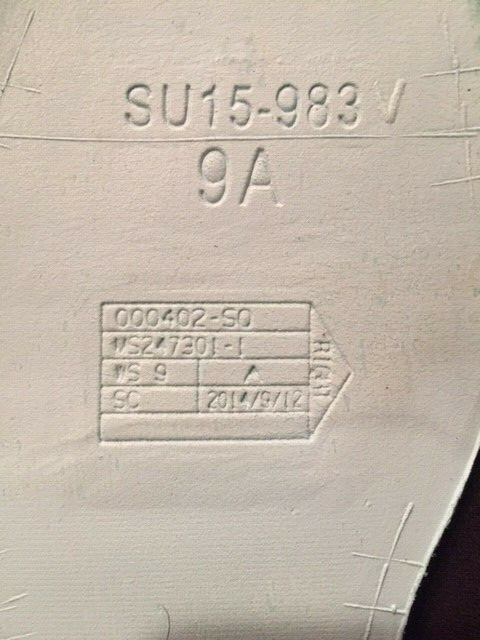 SU15-983 V
9A
000402-SO
WS247301-1
WS 9 A
SC 2014/9/12
RIGHT